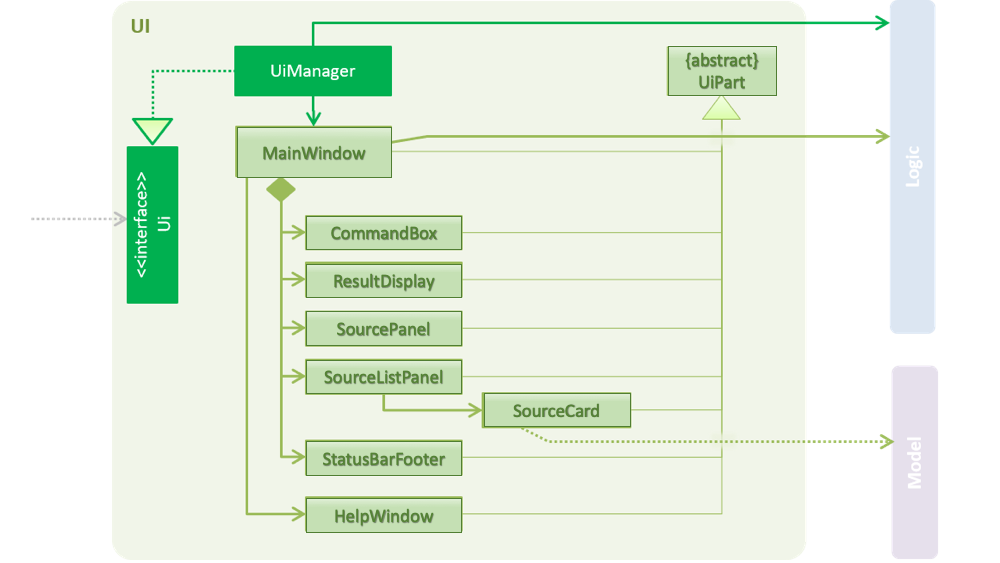 UI
UiManager
{abstract}
UiPart
MainWindow
Logic
<<interface>>
Ui
CommandBox
ResultDisplay
SourcePanel
SourceListPanel
SourceCard
Model
StatusBarFooter
HelpWindow